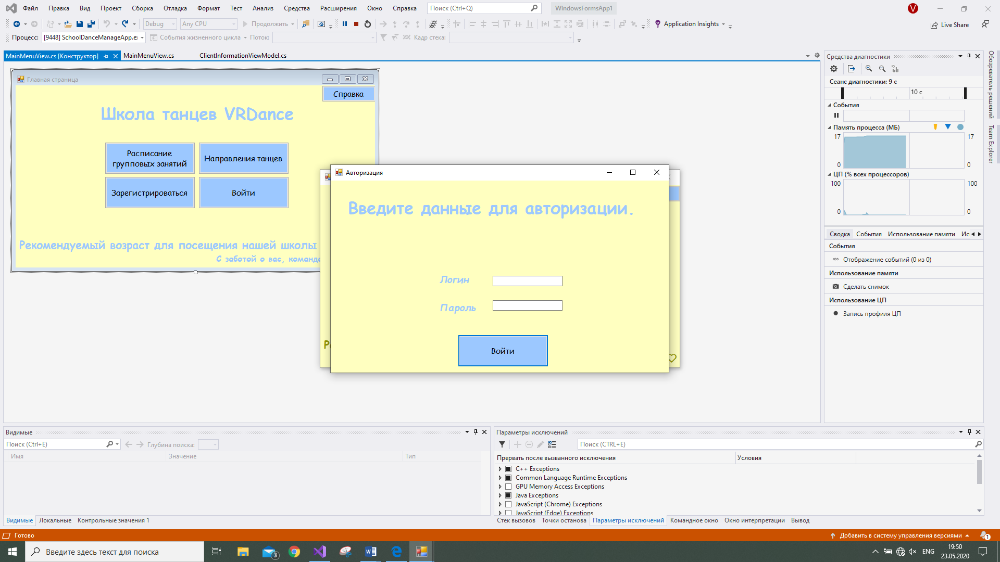 Файл Правка Вид Проект Сборка Отладка Формат Тест Анализ Средства Расширения Окно Справка Поиск (Ctrl+Q) WindowsFormsApp1 V
Debug Any CPU Продолжить Application Insights Live Share
Процесс: [9448] SchoolDanceManageApp.e События жизненного цикла Поток: Кадр стека:
MainMenuView.cs [Конструктор] MainMenuView.cs ClientInformationViewModel.cs
Главная страница
Справка
Школа танцев VRDance
Расписание групповых занятий
Направления танцев
Зарегистрироваться
Войти
Рекомендуемый возраст для посещения нашей школы
С заботой о вас, команда
Авторизация
Введите данные для авторизации.
Логин
Пароль
Войти
Средства диагностики
Сеанс диагностики: 9 с
10 с
События
Память процесса (МБ)
17 17
0 0
ЦП (% всех процессоров)
100 100
0 0
Сводка События Использование памяти Ис
События
Отображение событий (0 из 0)
Использование памяти
Сделать снимок
Использование ЦП
Запись профиля ЦП
Обозреватель решений
Team Explorer
Видимые
Поиск (Ctrl+E) Глубина поиска:
Имя Значение Тип
Видимые Локальные Контрольные значения 1
Параметры исключений
Поиск (CTRL+E)
Прервать после вызванного исключения Условия
C++ Exceptions
Common Language Runtime Exceptions
GPU Memory Access Exceptions
Java Exceptions
JavaScript (Chrome) Exceptions
JavaScript (Edge) Exceptions
Стек вызовов Точки останова Параметры исключений Командное окно Окно интерпретации Вывод
Готово Добавить в систему управления версиями 1
Введите здесь текст для поиска 3 ENG 19:50
23.05.2020